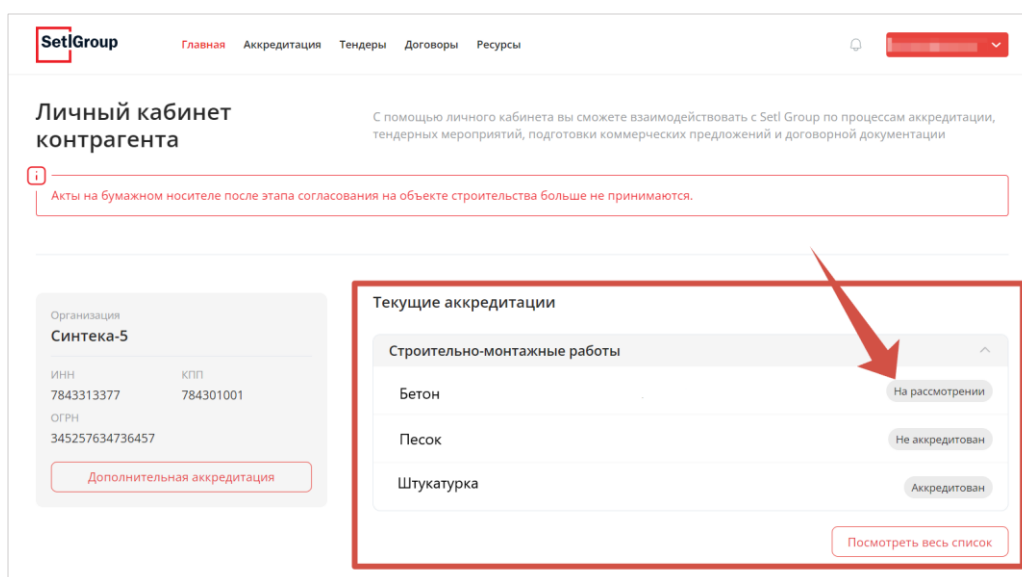 SetlGroup
Главная Аккредитация Тендеры Договоры Ресурсы
Личный кабинет
контрагента
С помощью личного кабинета вы сможете взаимодействовать с Setl Group по процессам аккредитации,
тендерных мероприятий, подготовки коммерческих предложений и договорной документации
Акты на бумажном носителе после этапа согласования на объекте строительства больше не принимаются.
Организация
Синтека-5
ИНН КПП
7843313377 784301001
ОГРН
345257634736457
Дополнительная аккредитация
Текущие аккредитации
Строительно-монтажные работы
Бетон На рассмотрении
Песок Не аккредитован
Штукатурка Аккредитован
Посмотреть весь список